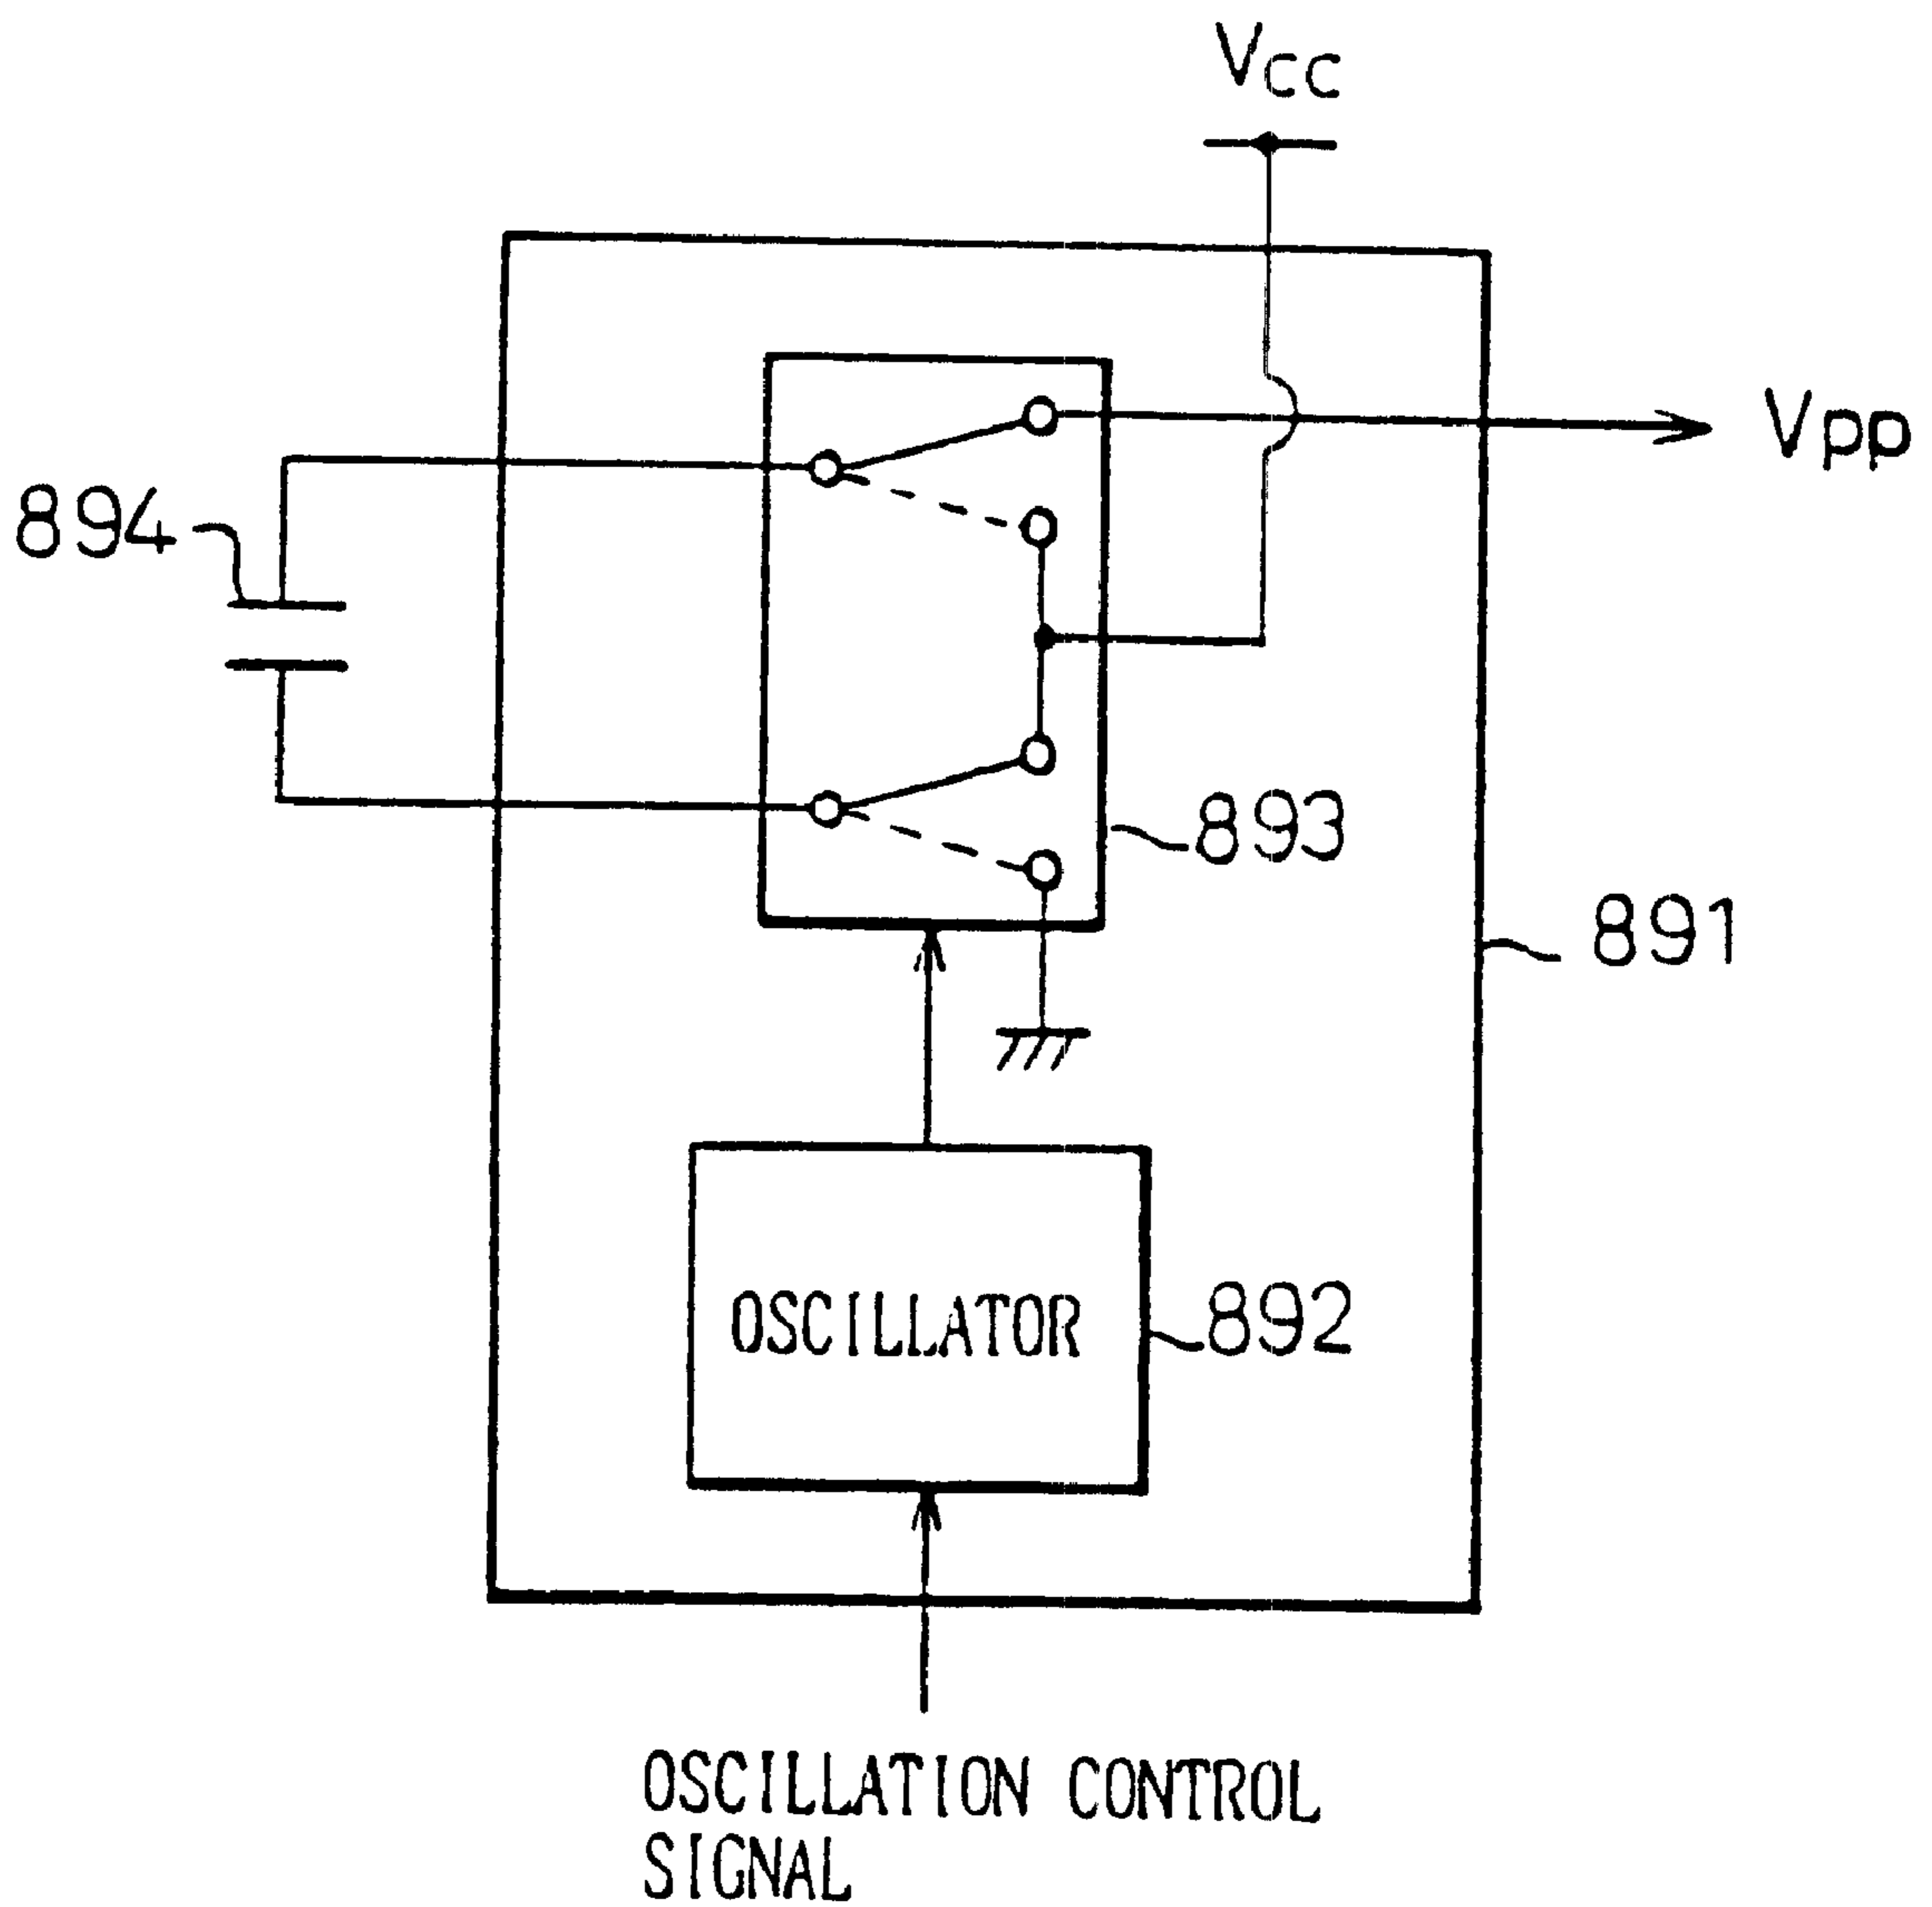 Vcc
Vpp
894
893
891
OSCILLATOR
892
OSCILLATION CONTROL
SIGNAL